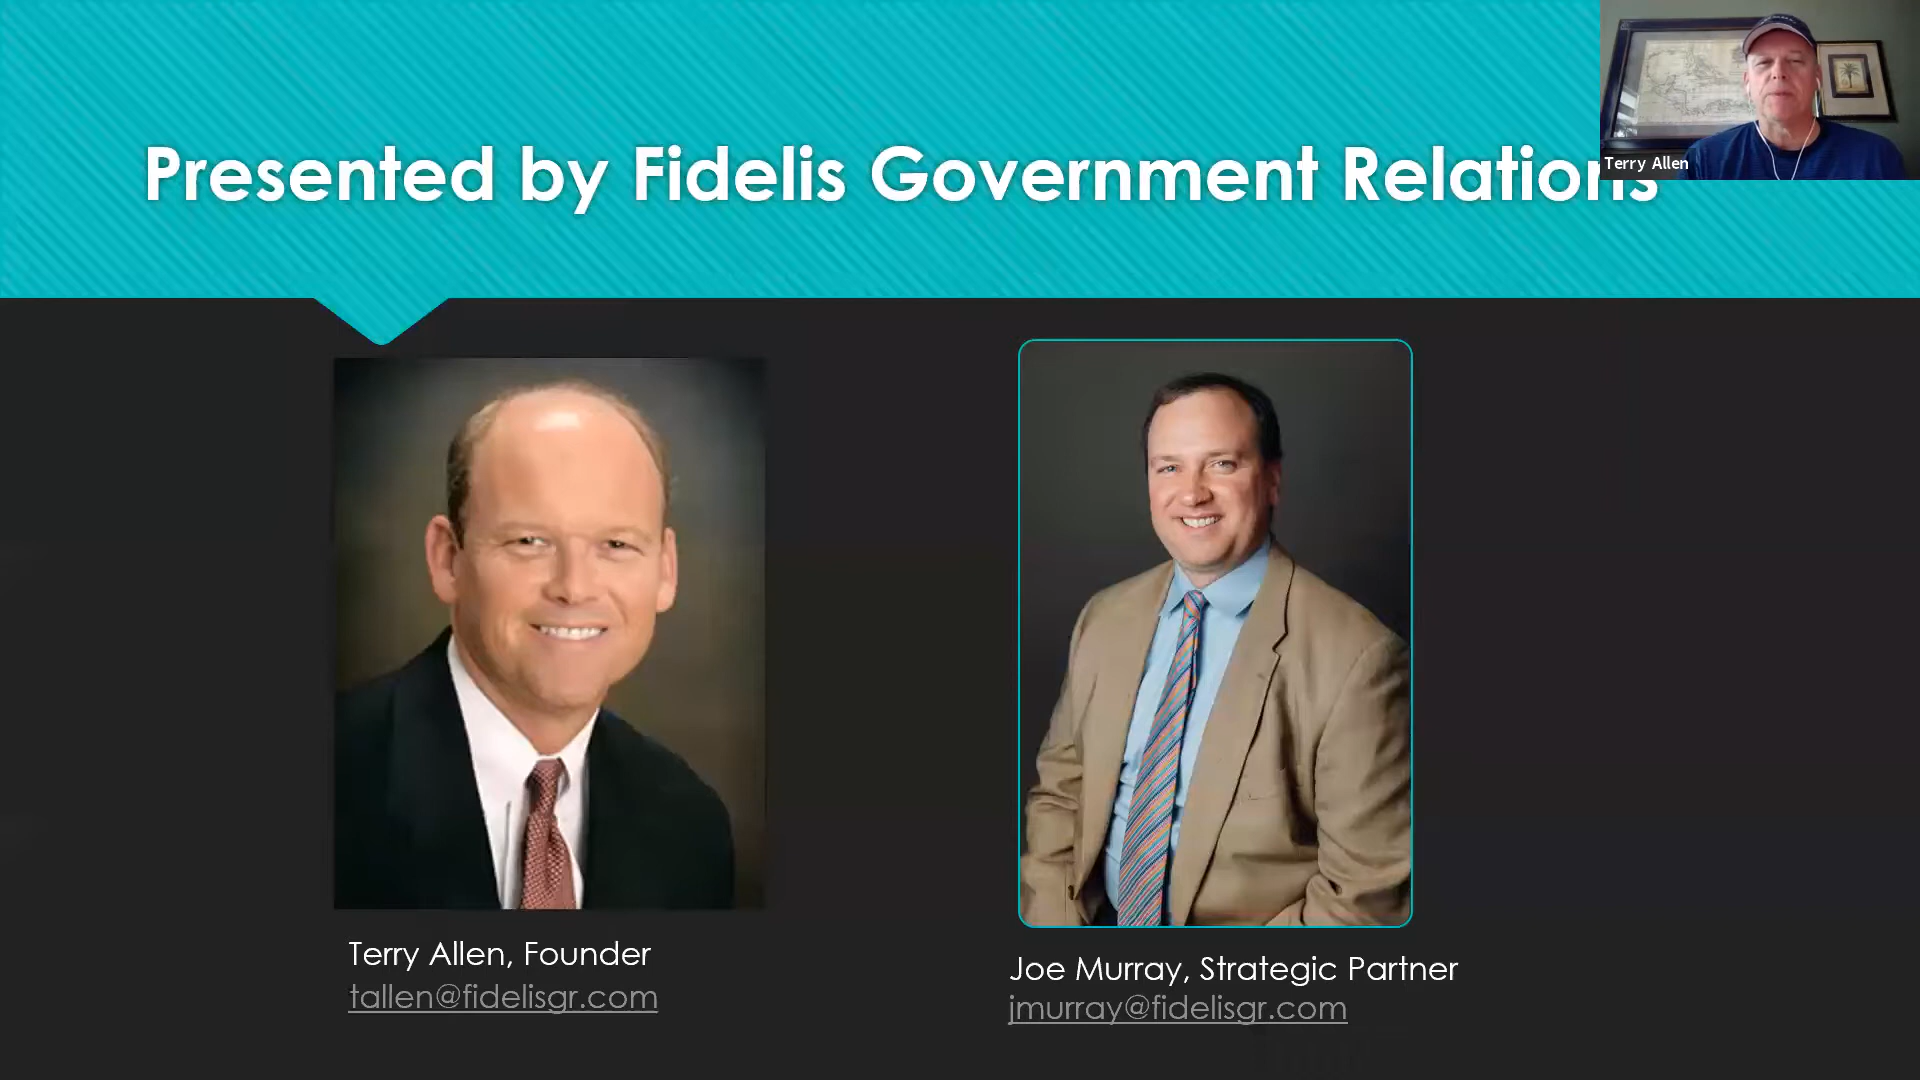 Presented by Fidelis Government Relations
Terry Allen
Terry Allen, Founder
tallen@fidelisgr.com
Joe Murray, Strategic Partner
jmurray@fidelisgr.com